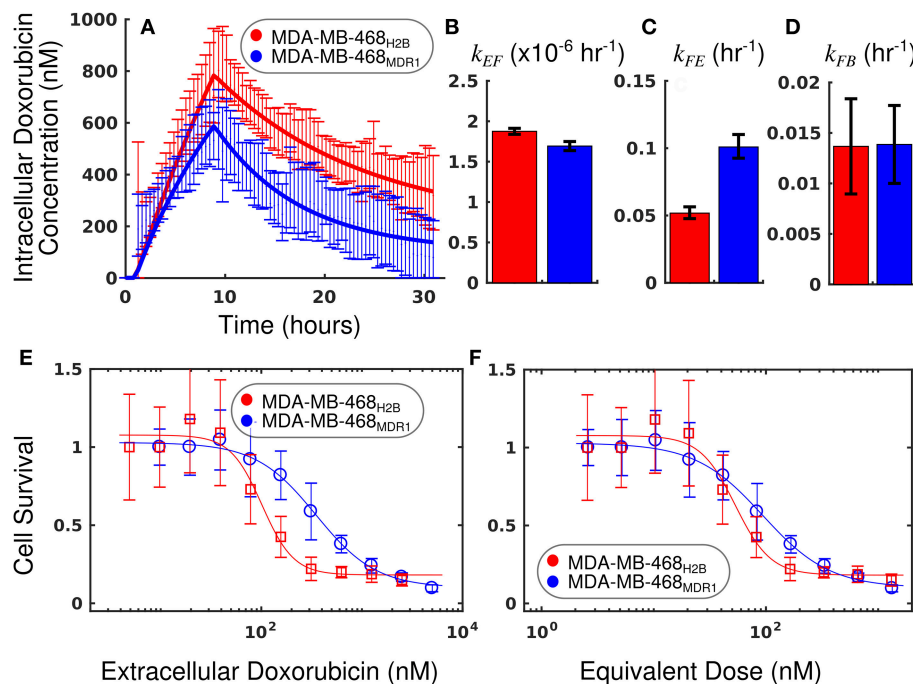 A
MDA-MB-468H2B
MDA-MB-468MDR1
Intracellular Doxorubicin
Concentration (nM)
1000
800
600
400
200
0
0
10
20
30
Time (hours)
B
kEF (x10-6 hr-1)
2.5
2
1.5
1
0.5
0
C
kFE (hr-1)
0.15
0.1
0.05
0
D
kFB (hr-1)
0.02
0.015
0.01
0.005
0
E
MDA-MB-468H2B
MDA-MB-468MDR1
Cell Survival
1.5
1
0.5
0
10²
10⁴
Extracellular Doxorubicin (nM)
F
MDA-MB-468H2B
MDA-MB-468MDR1
1.5
1
0.5
0
10⁰
10²
Equivalent Dose (nM)